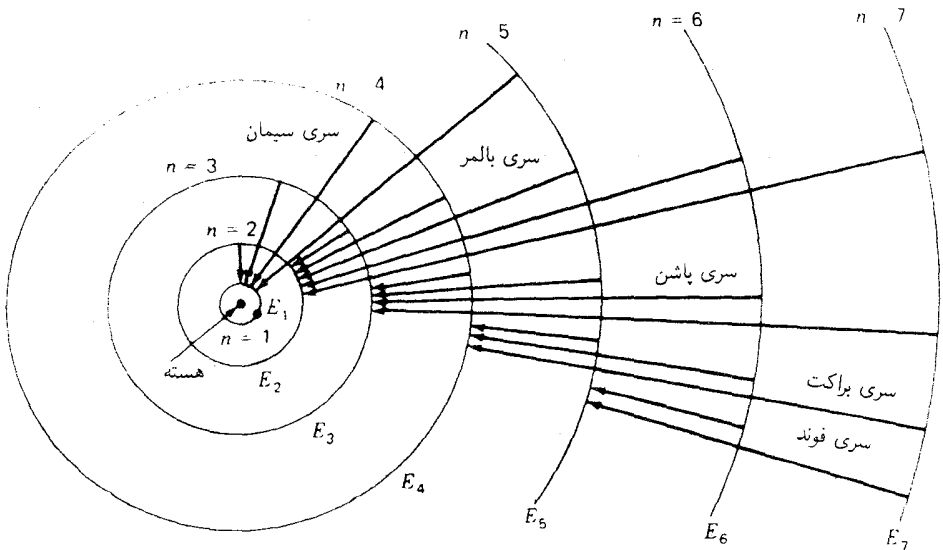 n 7
n = 6
n 5
n 4
سری سیمان
سری بالمر
n = 3
n = 2
سری پاشن
E₁
n = 1
هسته
E₂
سری براکت
سری فوند
E₃
E₄
E₅
E₆
E₇